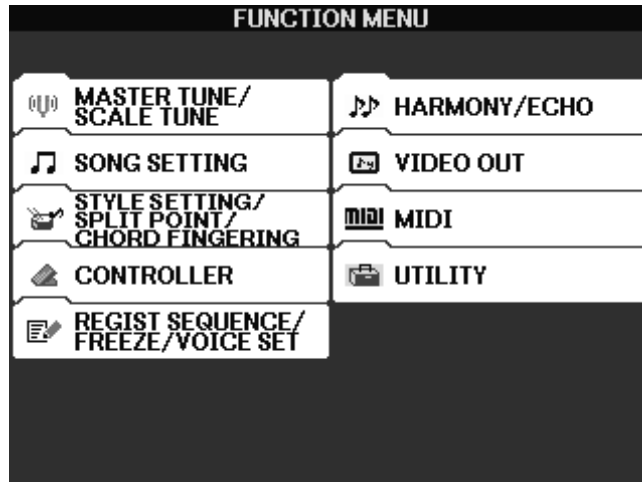 FUNCTION MENU
MASTER TUNE/
SCALE TUNE
SONG SETTING
STYLE SETTING/
SPLIT POINT/
CHORD FINGERING
CONTROLLER
REGIST SEQUENCE/
FREEZE/VOICE SET
HARMONY/ECHO
VIDEO OUT
MIDI MIDI
UTILITY